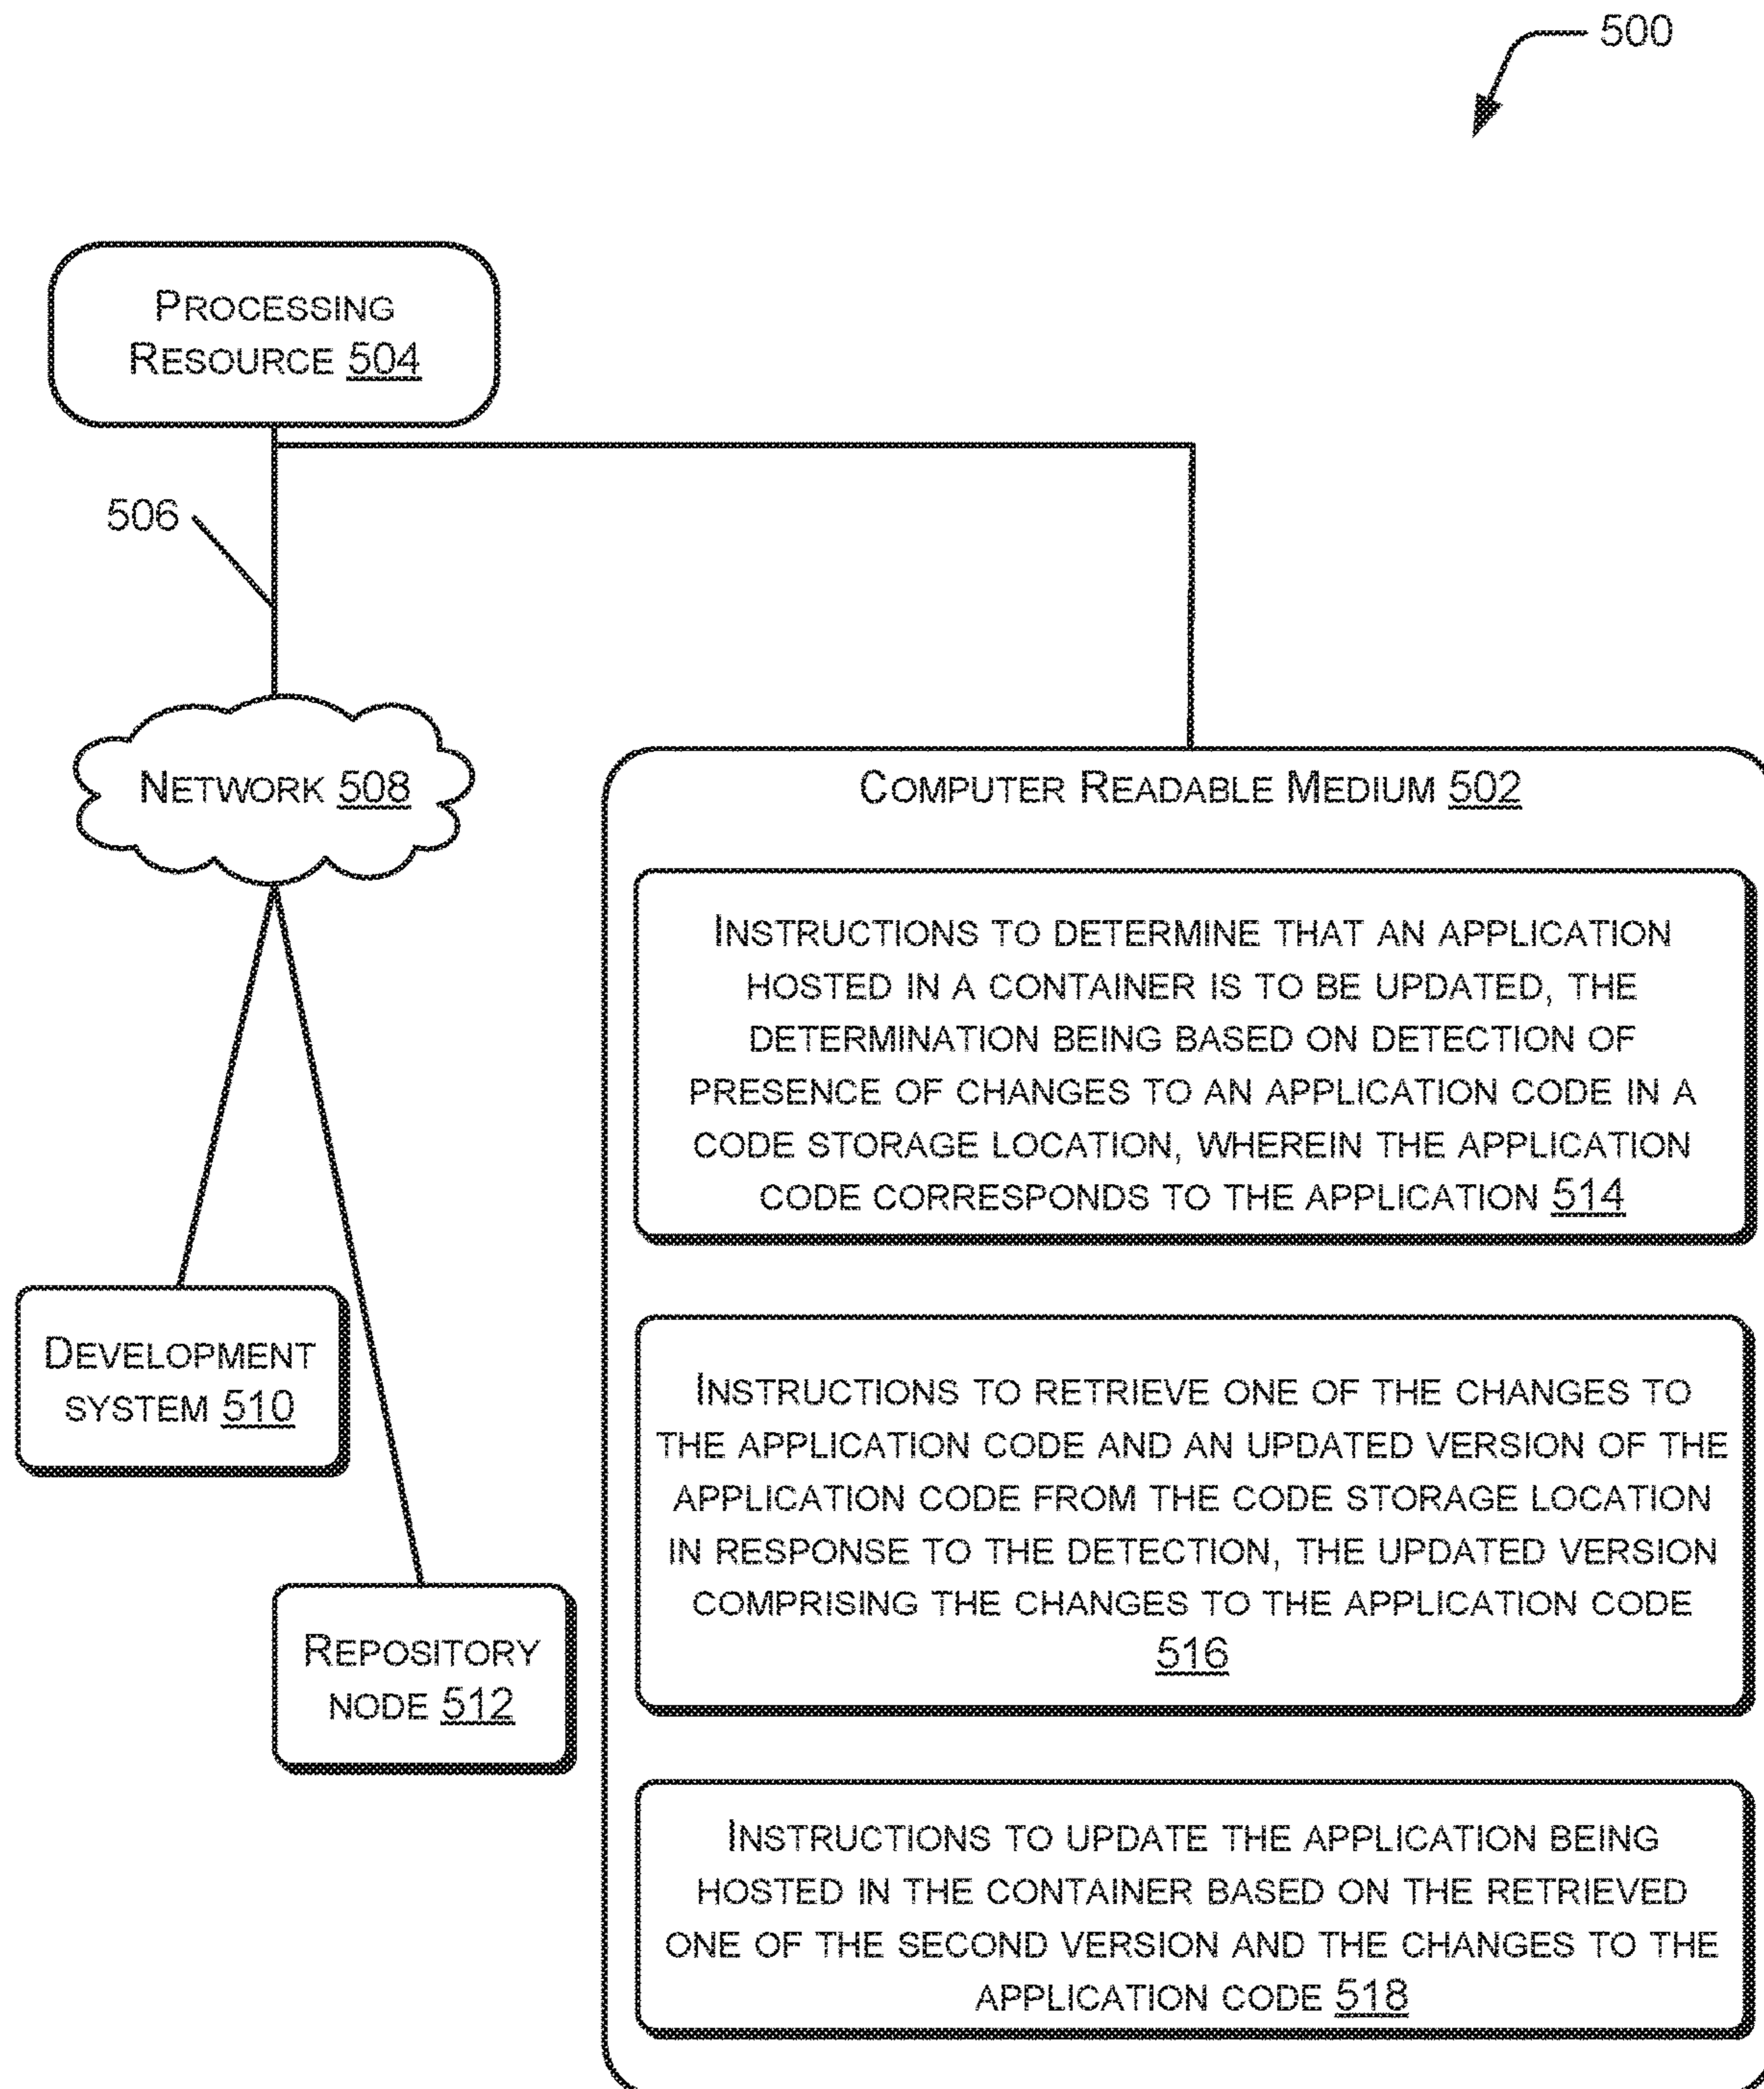 500
PROCESSING
RESOURCE 504
506
NETWORK 508
COMPUTER READABLE MEDIUM 502
INSTRUCTIONS TO DETERMINE THAT AN APPLICATION
HOSTED IN A CONTAINER IS TO BE UPDATED, THE
DETERMINATION BEING BASED ON DETECTION OF
PRESENCE OF CHANGES TO AN APPLICATION CODE IN A
CODE STORAGE LOCATION, WHEREIN THE APPLICATION
CODE CORRESPONDS TO THE APPLICATION 514
DEVELOPMENT
SYSTEM 510
INSTRUCTIONS TO RETRIEVE ONE OF THE CHANGES TO
THE APPLICATION CODE AND AN UPDATED VERSION OF THE
APPLICATION CODE FROM THE CODE STORAGE LOCATION
IN RESPONSE TO THE DETECTION, THE UPDATED VERSION
COMPRISING THE CHANGES TO THE APPLICATION CODE
516
REPOSITORY
NODE 512
INSTRUCTIONS TO UPDATE THE APPLICATION BEING
HOSTED IN THE CONTAINER BASED ON THE RETRIEVED
ONE OF THE SECOND VERSION AND THE CHANGES TO THE
APPLICATION CODE 518